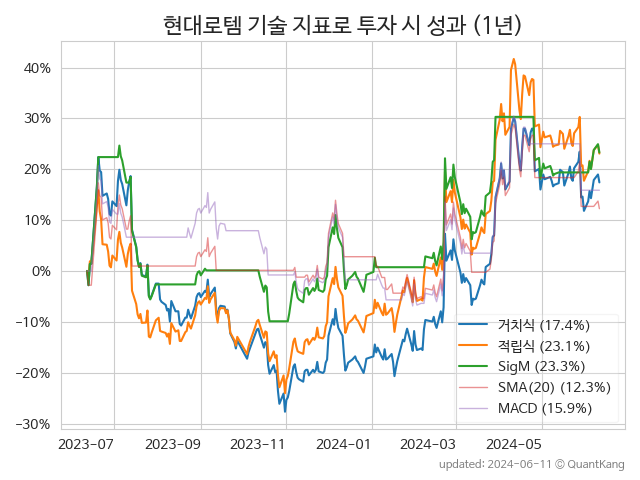 현대로템 기술 지표로 투자 시 성과 (1년)
40%
30%
20%
10%
0%
−10%
−20%
−30%
2023-07
2023-09
2023-11
2024-01
2024-03
2024-05
거치식 (17.4%)
적립식 (23.1%)
SigM (23.3%)
SMA(20) (12.3%)
MACD (15.9%)
updated: 2024-06-11 © QuantKang